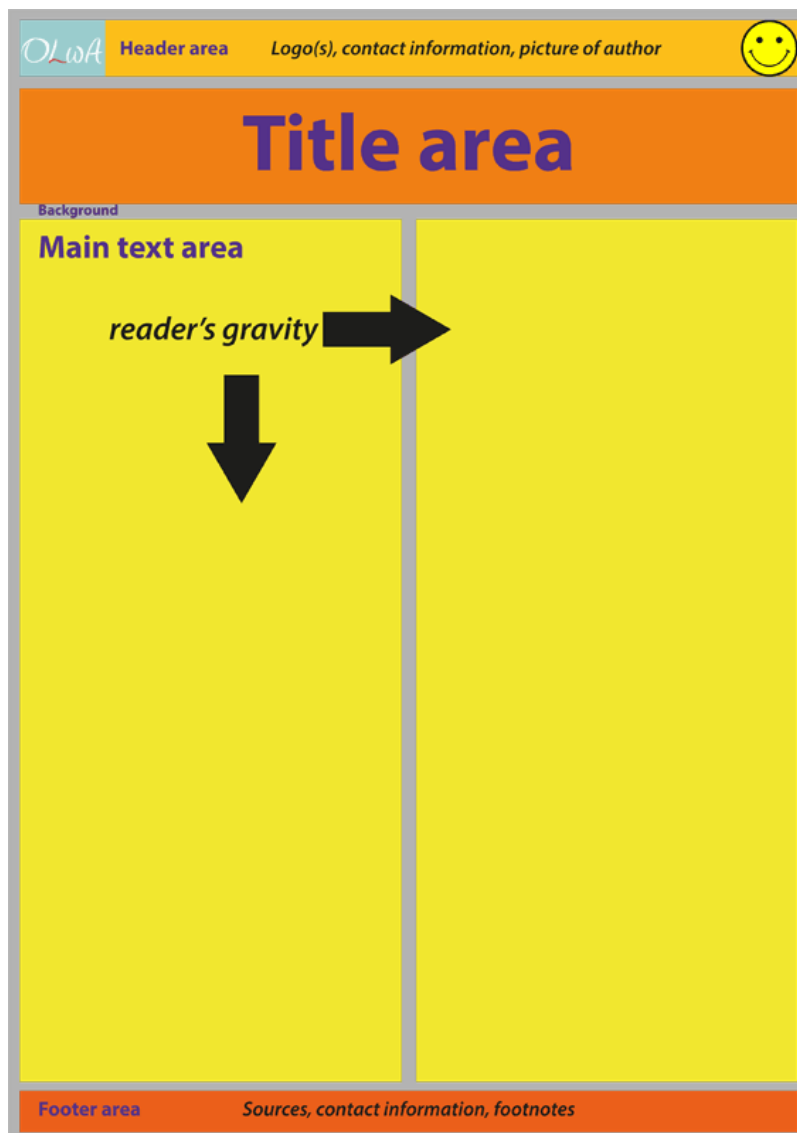 OLWA Header area Logo(s), contact information, picture of author
Title area
Background
Main text area
reader's gravity
Footer area Sources, contact information, footnotes